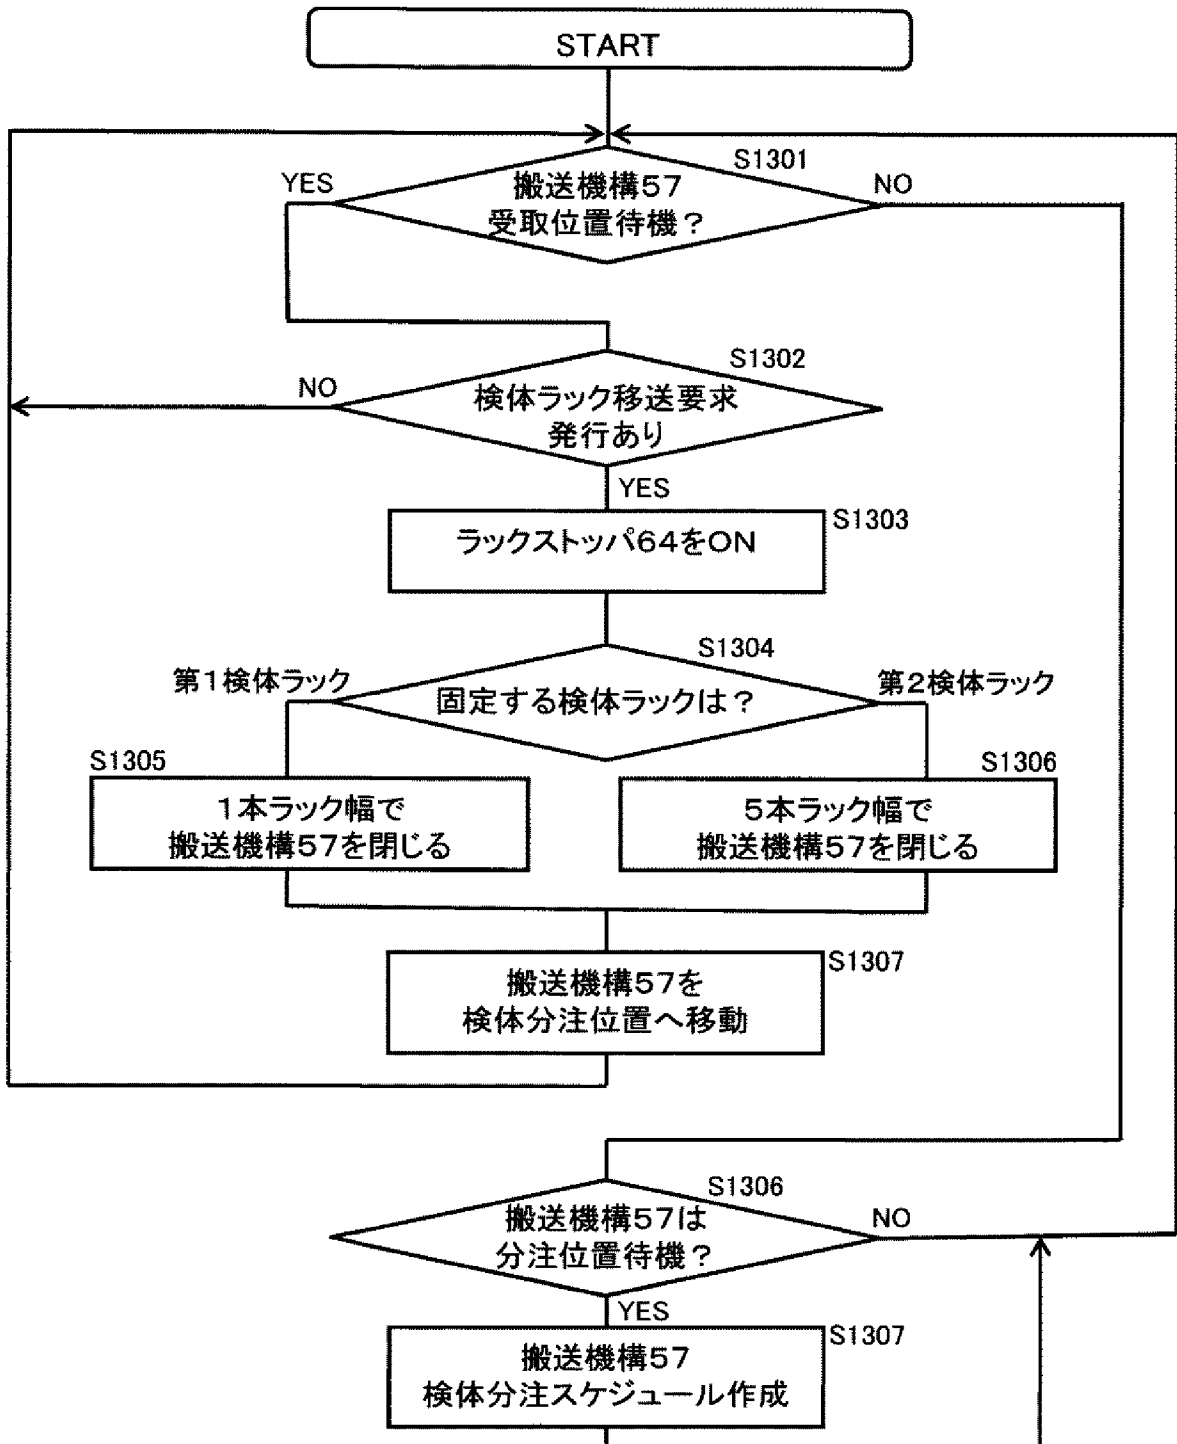 START
S1301
YES
搬送機構57
受取位置待機？
NO
S1302
NO
検体ラック移送要求
発行あり
YES
S1303
ラックストッパ64をON
S1304
第1検体ラック
固定する検体ラックは？
第2検体ラック
S1305
1本ラック幅で
搬送機構57を閉じる
S1306
5本ラック幅で
搬送機構57を閉じる
S1307
搬送機構57を
検体分注位置へ移動
S1306
搬送機構57は
分注位置待機？
NO
YES
S1307
搬送機構57
検体分注スケジュール作成